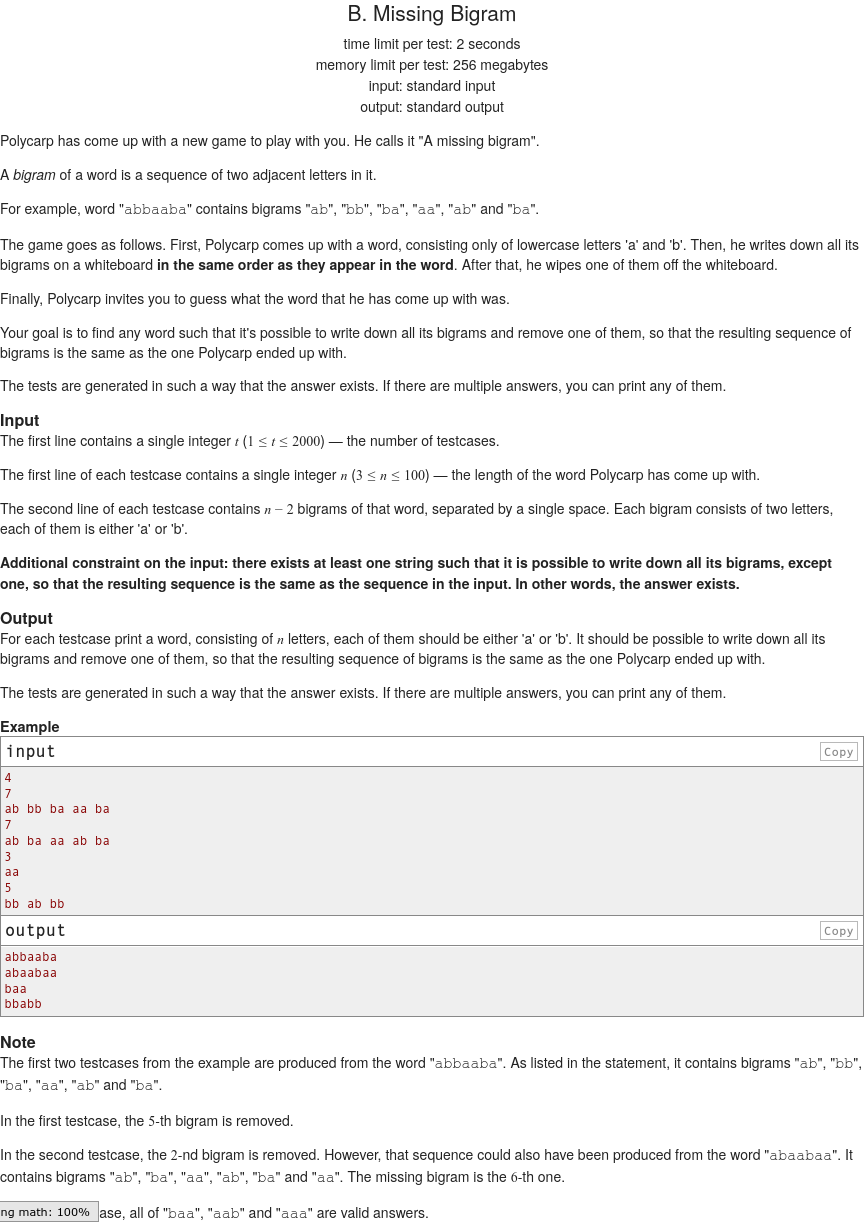 B. Missing Bigram
time limit per test: 2 seconds
memory limit per test: 256 megabytes
input: standard input
output: standard output
Polycarp has come up with a new game to play with you. He calls it "A missing bigram".
A bigram of a word is a sequence of two adjacent letters in it.
For example, word "abbaaba" contains bigrams "ab", "bb", "ba", "aa", "ab" and "ba".
The game goes as follows. First, Polycarp comes up with a word, consisting only of lowercase letters 'a' and 'b'. Then, he writes down all its
bigrams on a whiteboard in the same order as they appear in the word. After that, he wipes one of them off the whiteboard.
Finally, Polycarp invites you to guess what the word that he has come up with was.
Your goal is to find any word such that it's possible to write down all its bigrams and remove one of them, so that the resulting sequence of
bigrams is the same as the one Polycarp ended up with.
The tests are generated in such a way that the answer exists. If there are multiple answers, you can print any of them.
Input
The first line contains a single integer t (1 ≤ t ≤ 2000) — the number of testcases.
The first line of each testcase contains a single integer n (3 ≤ n ≤ 100) — the length of the word Polycarp has come up with.
The second line of each testcase contains n − 2 bigrams of that word, separated by a single space. Each bigram consists of two letters,
each of them is either 'a' or 'b'.
Additional constraint on the input: there exists at least one string such that it is possible to write down all its bigrams, except
one, so that the resulting sequence is the same as the sequence in the input. In other words, the answer exists.
Output
For each testcase print a word, consisting of n letters, each of them should be either 'a' or 'b'. It should be possible to write down all its
bigrams and remove one of them, so that the resulting sequence of bigrams is the same as the one Polycarp ended up with.
The tests are generated in such a way that the answer exists. If there are multiple answers, you can print any of them.
Example
input Copy
4
7
ab bb ba aa ba
7
ab ba aa ab ba
3
aa
5
bb ab bb
output Copy
abbaaba
abaabaa
baa
bbabb
Note
The first two testcases from the example are produced from the word "abbaaba". As listed in the statement, it contains bigrams "ab", "bb",
"ba", "aa", "ab" and "ba".
In the first testcase, the 5-th bigram is removed.
In the second testcase, the 2-nd bigram is removed. However, that sequence could also have been produced from the word "abaabaa". It
contains bigrams "ab", "ba", "aa", "ab", "ba" and "aa". The missing bigram is the 6-th one.
ng math: 100% ase, all of "baa", "aab" and "aaa" are valid answers.